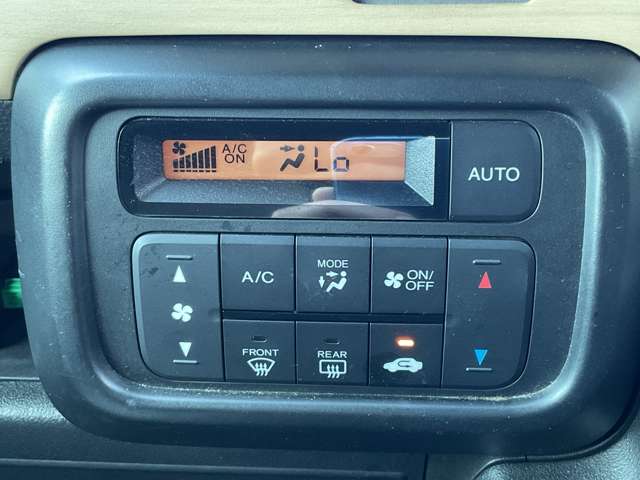 A/C
ON
Lo
AUTO
A/C
MODE
ON/
OFF
FRONT
REAR